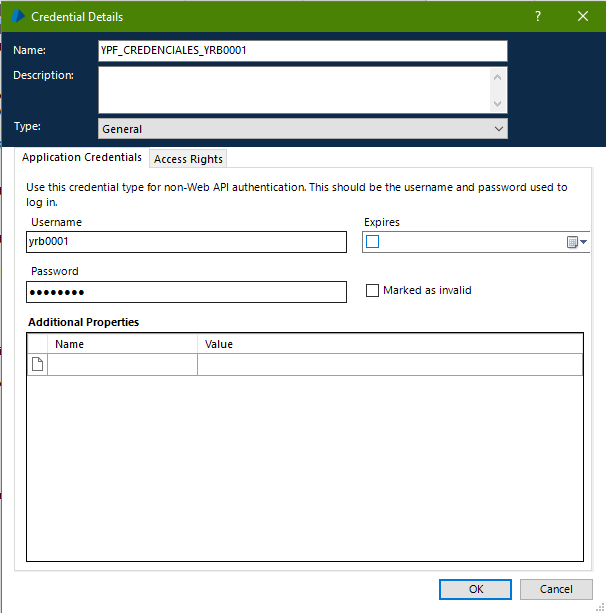 Credential Details
?
Name:
YPF_CREDENCIALES_YRB0001
Description:
Type:
General
Application Credentials
Access Rights
Use this credential type for non-Web API authentication. This should be the username and password used to
log in.
Username
Expires
yrb0001
Password
●●●●●●●●
Marked as invalid
Additional Properties
Name
Value
OK
Cancel